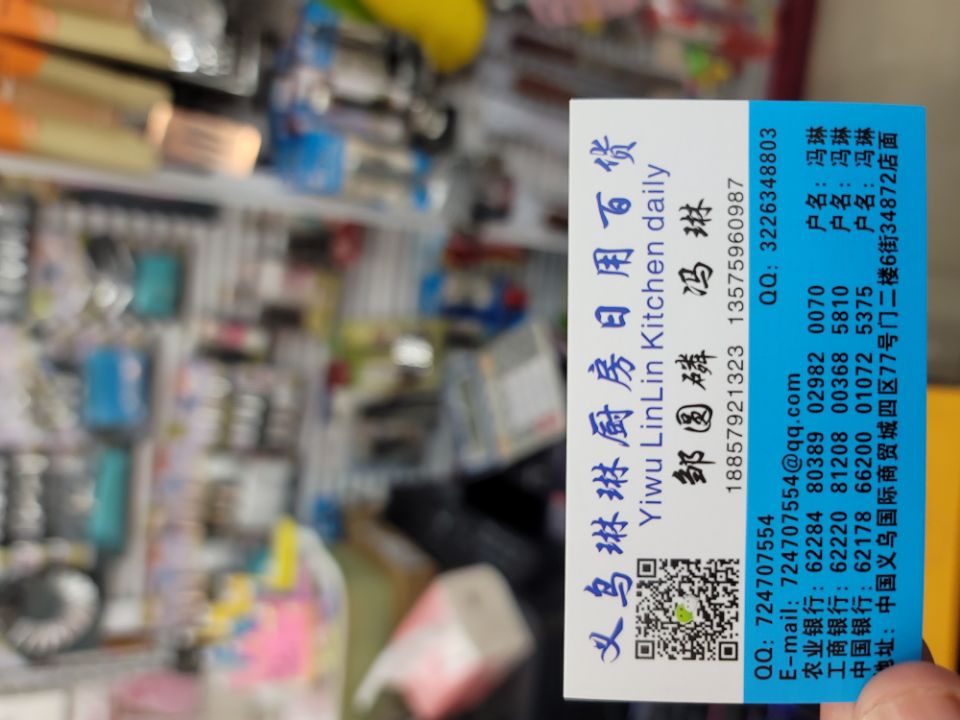 义乌琳琳厨房日用百货
Yiwu LinLin Kitchen daily
邹圆磷 冯琳
18857921323 13575960987
QQ: 724707554 QQ: 3226348803
E-mail: 724707554@qq.com
农业银行: 62284 80389 02982 0070 户名: 冯琳
工商银行: 62220 81208 00368 5810 户名: 冯琳
中国银行: 62178 66200 01072 5375 户名: 冯琳
地址: 中国义乌国际商贸城四区77号门二楼6街34872店面